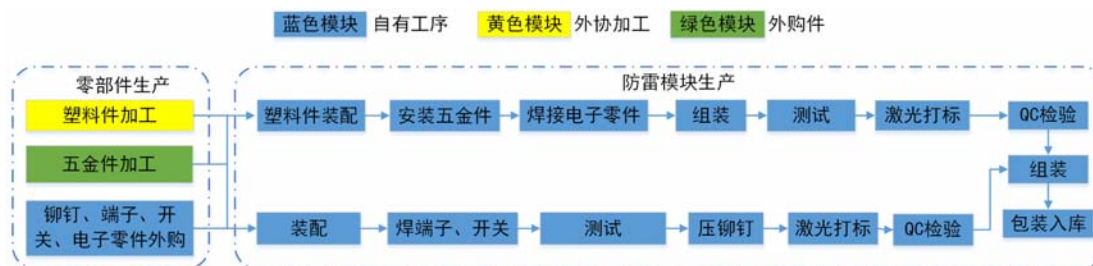 蓝色模块 自有工序 黄色模块 外协加工 绿色模块 外购件
零部件生产
防雷模块生产
塑料件加工
五金件加工
铆钉、端子、开
关、电子零件外购
塑料件装配
安装五金件
焊接电子零件
组装
测试
激光打标
QC检验
组装
包装入库
装配
焊端子、开关
测试
压铆钉
激光打标
QC检验